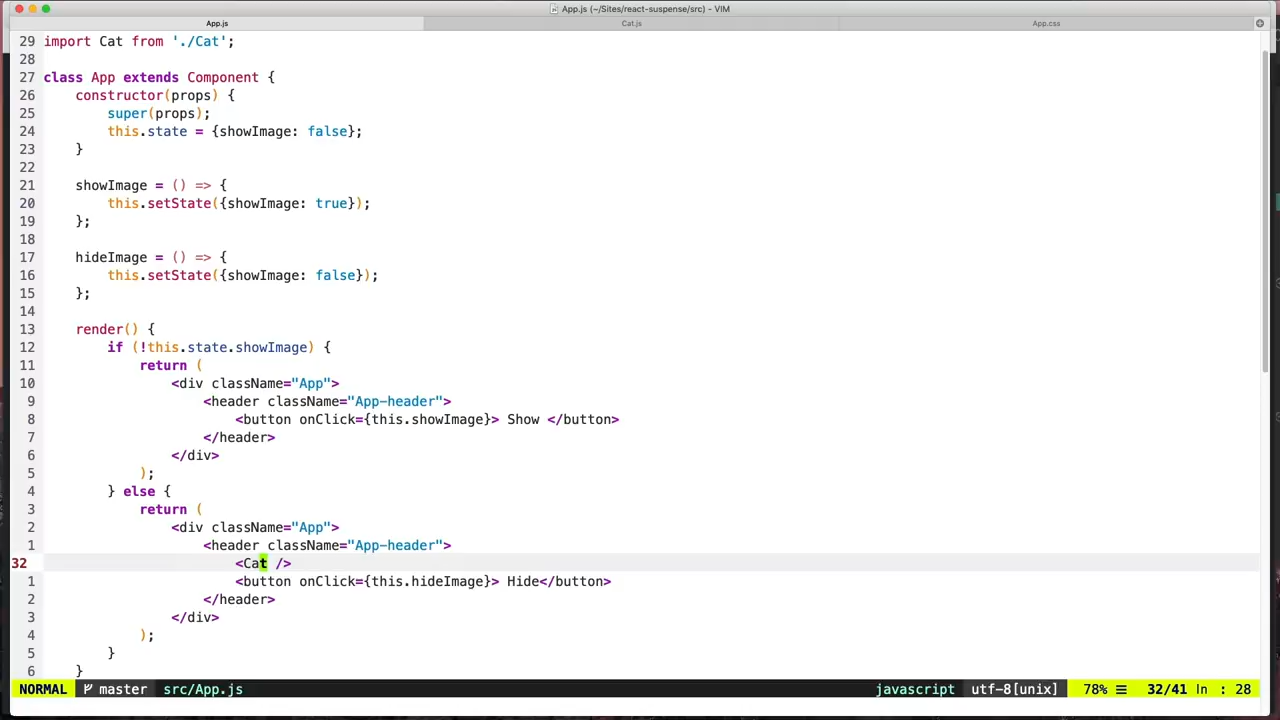 App.js (~/Sites/react-suspense/src) - VIM
App.js Cat.js App.css
29 import Cat from './Cat';
28
27 class App extends Component {
26     constructor(props) {
25         super(props);
24         this.state = {showImage: false};
23     }
22
21     showImage = () => {
20         this.setState({showImage: true});
19     };
18
17     hideImage = () => {
16         this.setState({showImage: false});
15     };
14
13     render() {
12         if (!this.state.showImage) {
11             return (
10                 <div className="App">
9                     <header className="App-header">
8                         <button onClick={this.showImage}> Show </button>
7                     </header>
6                 </div>
5             );
4         } else {
3             return (
2                 <div className="App">
1                     <header className="App-header">
32                         <Cat />
1                         <button onClick={this.hideImage}> Hide</button>
2                     </header>
3                 </div>
4             );
5         }
6     }
NORMAL master src/App.js javascript utf-8[unix] 78% ☰ 32/41 ln : 28